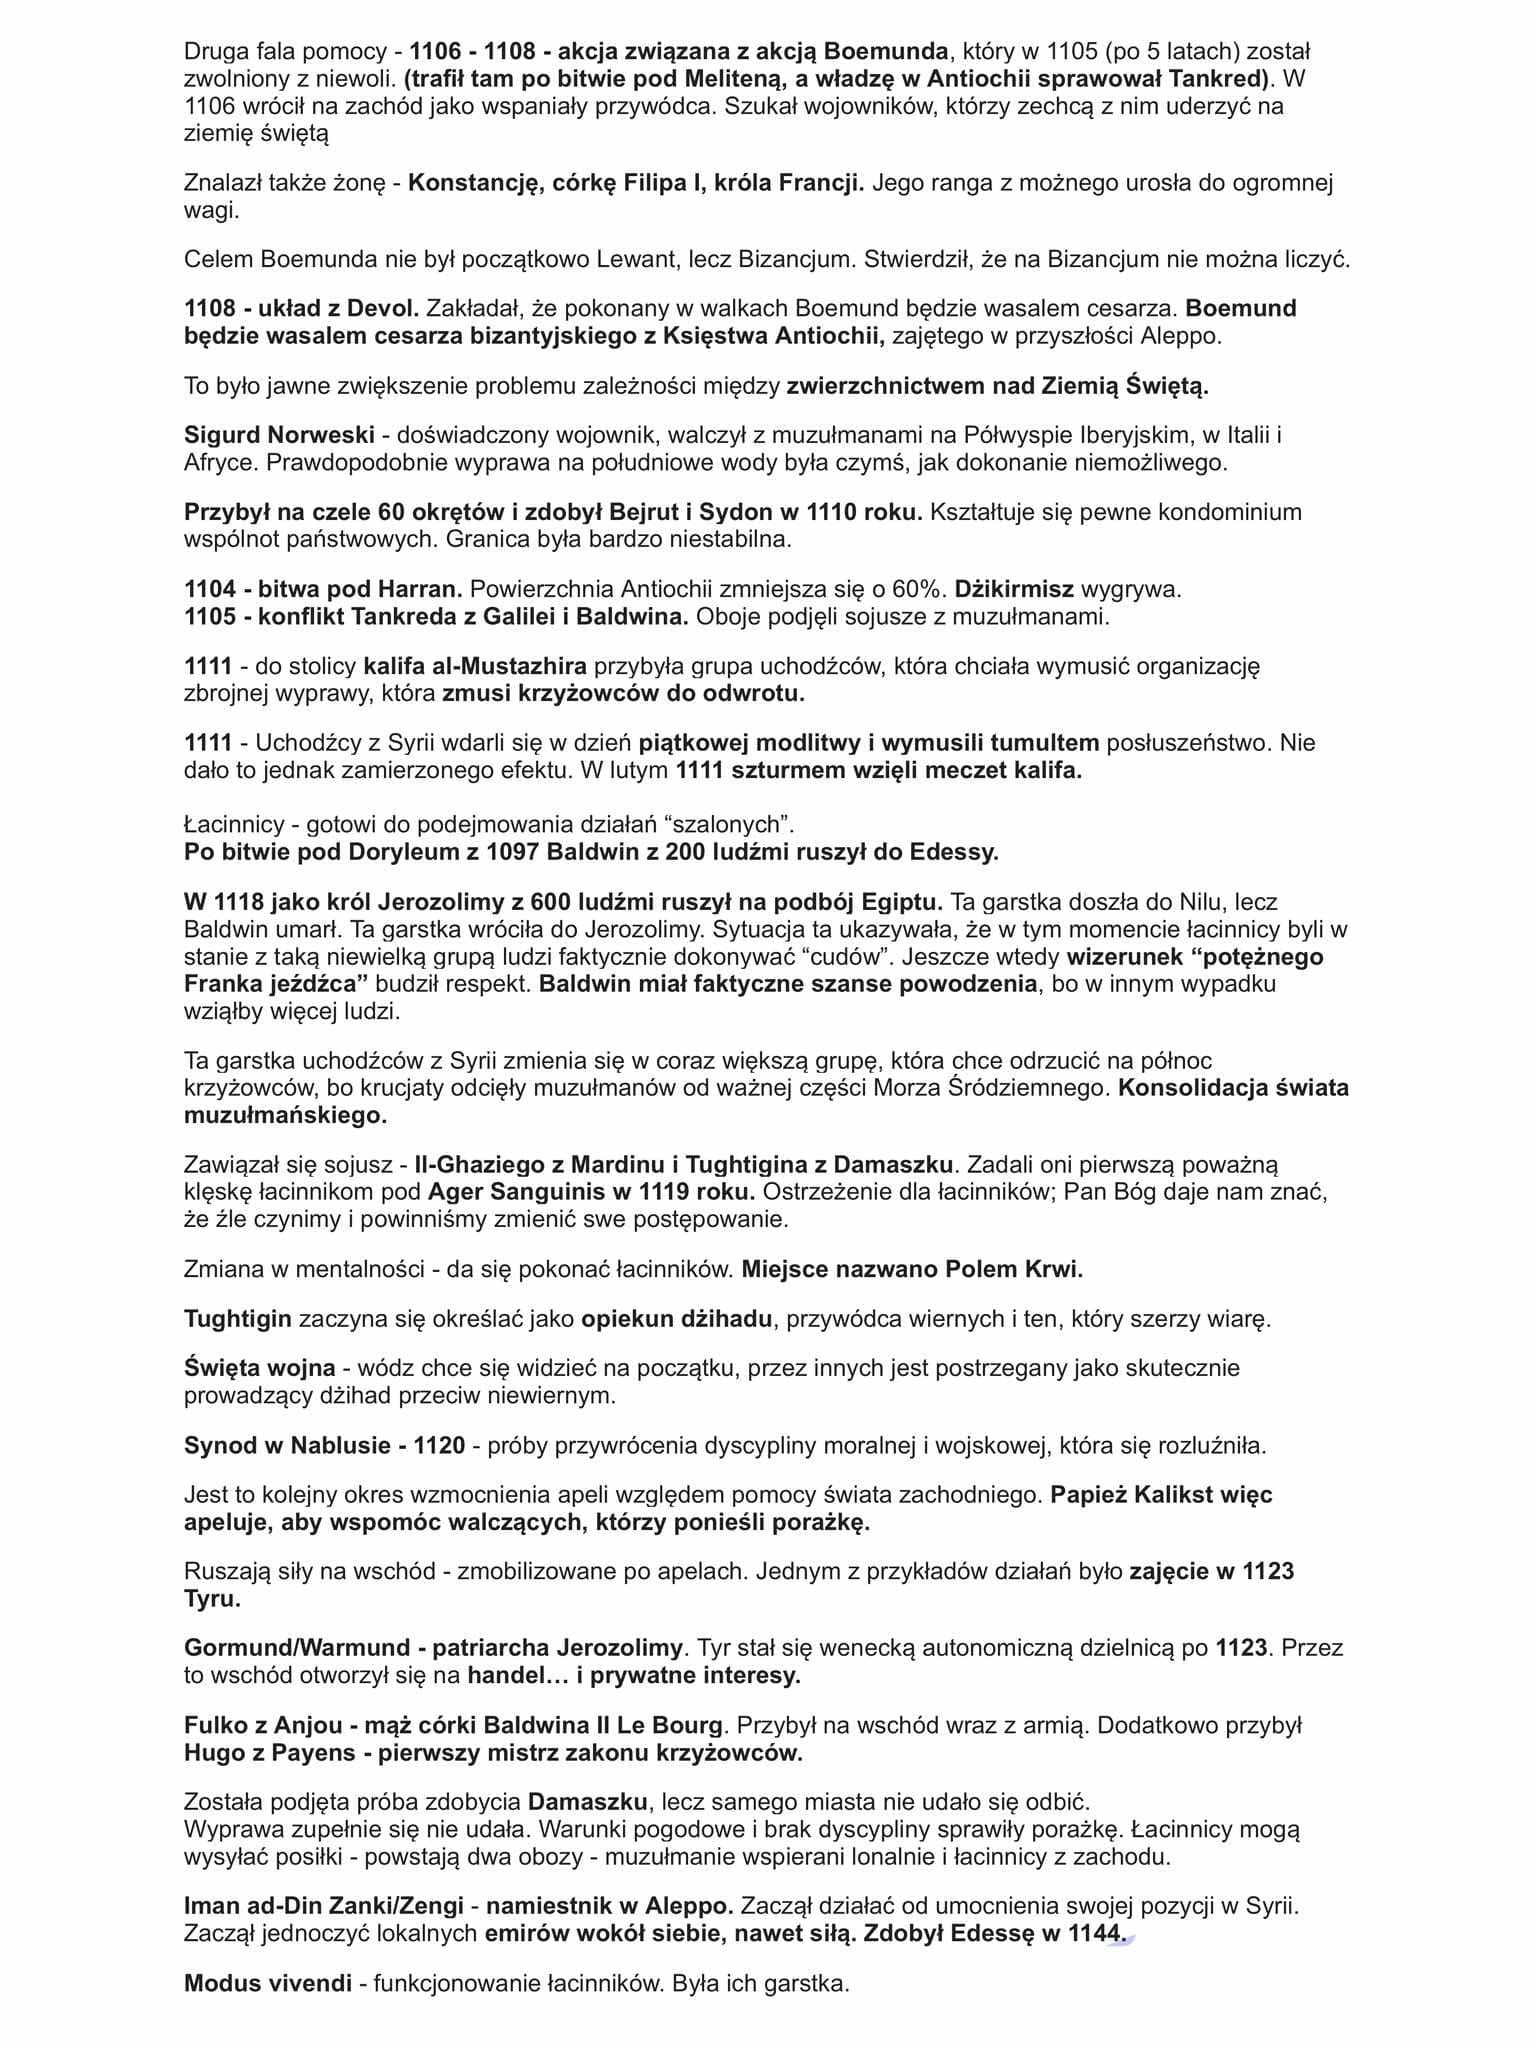 Druga fala pomocy - 1106 - 1108 - akcja związana z akcją Boemunda, który w 1105 (po 5 latach) został
zwolniony z niewoli. (trafił tam po bitwie pod Meliteną, a władzę w Antiochii sprawował Tankred). W
1106 wrócił na zachód jako wspaniały przywódca. Szukał wojowników, którzy zechcą z nim uderzyć na
ziemię świętą
Znalazł także żonę - Konstancję, córkę Filipa I, króla Francji. Jego ranga z możnego urosła do ogromnej
wagi.
Celem Boemunda nie był początkowo Lewant, lecz Bizancjum. Stwierdził, że na Bizancjum nie można liczyć.
1108 - układ z Devol. Zakładał, że pokonany w walkach Boemund będzie wasalem cesarza. Boemund
będzie wasalem cesarza bizantyjskiego z Księstwa Antiochii, zajętego w przyszłości Aleppo.
To było jawne zwiększenie problemu zależności między zwierzchnictwem nad Ziemią Świętą.
Sigurd Norweski - doświadczony wojownik, walczył z muzułmanami na Półwyspie Iberyjskim, w Italii i
Afryce. Prawdopodobnie wyprawa na południowe wody była czymś, jak dokonanie niemożliwego.
Przybył na czele 60 okrętów i zdobył Bejrut i Sydon w 1110 roku. Kształtuje się pewne kondominium
wspólnot państwowych. Granica była bardzo niestabilna.
1104 - bitwa pod Harran. Powierzchnia Antiochii zmniejsza się o 60%. Dżikirmisz wygrywa.
1105 - konflikt Tankreda z Galilei i Baldwina. Oboje podjęli sojusze z muzułmanami.
1111 - do stolicy kalifa al-Mustazhira przybyła grupa uchodźców, która chciała wymusić organizację
zbrojnej wyprawy, która zmusi krzyżowców do odwrotu.
1111 - Uchodźcy z Syrii wdarli się w dzień piątkowej modlitwy i wymusili tumultem posłuszeństwo. Nie
dało to jednak zamierzonego efektu. W lutym 1111 szturmem wzięli meczet kalifa.
Łacinnicy - gotowi do podejmowania działań “szalonych”.
Po bitwie pod Doryleum z 1097 Baldwin z 200 ludźmi ruszył do Edessy.
W 1118 jako król Jerozolimy z 600 ludźmi ruszył na podbój Egiptu. Ta garstka doszła do Nilu, lecz
Baldwin umarł. Ta garstka wróciła do Jerozolimy. Sytuacja ta ukazywała, że w tym momencie łacinnicy byli w
stanie z taką niewielką grupą ludzi faktycznie dokonywać “cudów”. Jeszcze wtedy wizerunek “potężnego
Franka jeźdźca” budził respekt. Baldwin miał faktyczne szanse powodzenia, bo w innym wypadku
wziąłby więcej ludzi.
Ta garstka uchodźców z Syrii zmienia się w coraz większą grupę, która chce odrzucić na północ
krzyżowców, bo krucjaty odcięły muzułmanów od ważnej części Morza Śródziemnego. Konsolidacja świata
muzułmańskiego.
Zawiązał się sojusz - Il-Ghaziego z Mardinu i Tughtigina z Damaszku. Zadali oni pierwszą poważną
klęskę łacinnikom pod Ager Sanguinis w 1119 roku. Ostrzeżenie dla łacinników; Pan Bóg daje nam znać,
że źle czynimy i powinniśmy zmienić swe postępowanie.
Zmiana w mentalności - da się pokonać łacinników. Miejsce nazwano Polem Krwi.
Tughtigin zaczyna się określać jako opiekun dżihadu, przywódca wiernych i ten, który szerzy wiarę.
Święta wojna - wódz chce się widzieć na początku, przez innych jest postrzegany jako skutecznie
prowadzący dżihad przeciw niewiernym.
Synod w Nablusie - 1120 - próby przywrócenia dyscypliny moralnej i wojskowej, która się rozluźniła.
Jest to kolejny okres wzmocnienia apeli względem pomocy świata zachodniego. Papież Kalikst więc
apeluje, aby wspomóc walczących, którzy ponieśli porażkę.
Ruszają siły na wschód - zmobilizowane po apelach. Jednym z przykładów działań było zajęcie w 1123
Tyru.
Gormund/Warmund - patriarcha Jerozolimy. Tyr stał się wenecką autonomiczną dzielnicą po 1123. Przez
to wschód otworzył się na handel… i prywatne interesy.
Fulko z Anjou - mąż córki Baldwina II Le Bourg. Przybył na wschód wraz z armią. Dodatkowo przybył
Hugo z Payens - pierwszy mistrz zakonu krzyżowców.
Została podjęta próba zdobycia Damaszku, lecz samego miasta nie udało się odbić.
Wyprawa zupełnie się nie udała. Warunki pogodowe i brak dyscypliny sprawiły porażkę. Łacinnicy mogą
wysyłać posiłki - powstają dwa obozy - muzułmanie wspierani lonalnie i łacinnicy z zachodu.
Iman ad-Din Zanki/Zengi - namiestnik w Aleppo. Zaczął działać od umocnienia swojej pozycji w Syrii.
Zaczął jednoczyć lokalnych emirów wokół siebie, nawet siłą. Zdobył Edessę w 1144.
Modus vivendi - funkcjonowanie łacinników. Była ich garstka.